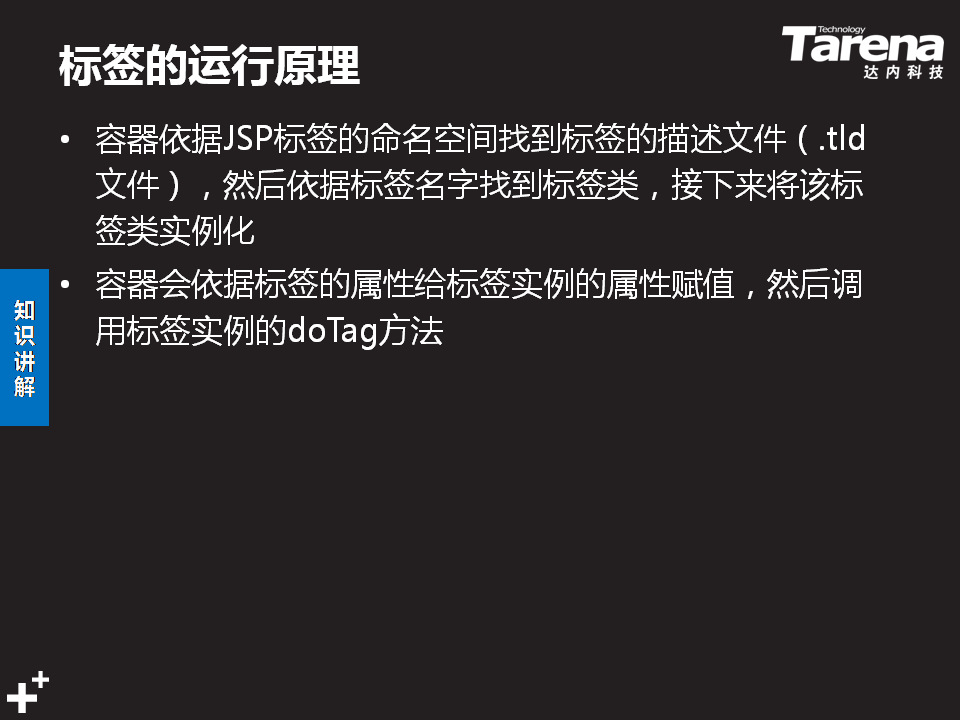 标签的运行原理
Technology
Tarena
达内科技
• 容器依据JSP标签的命名空间找到标签的描述文件（.tld
文件），然后依据标签名字找到标签类，接下来将该标
签类实例化
• 容器会依据标签的属性给标签实例的属性赋值，然后调
用标签实例的doTag方法
知
识
讲
解